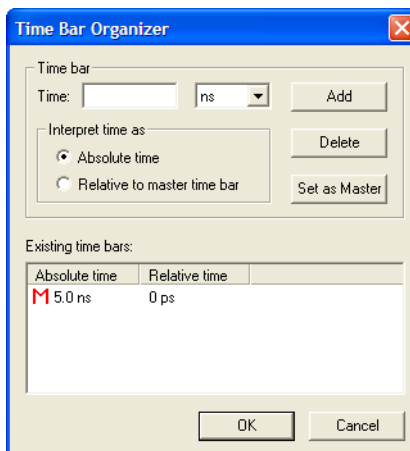 Time Bar Organizer
Time bar
Time: ns Add
Interpret time as
Absolute time
Delete
Relative to master time bar
Set as Master
Existing time bars:
Absolute time Relative time
M 5.0 ns 0 ps
OK Cancel